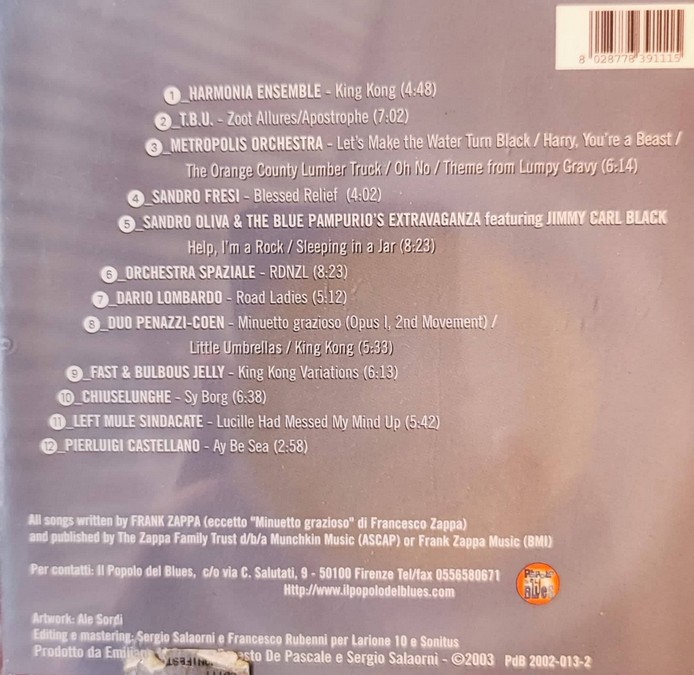 8 028778 391115
1_HARMONIA ENSEMBLE - King Kong (4:48)
2_T.B.U. - Zoot Allures/Apostrophe (7:02)
3_METROPOLIS ORCHESTRA - Let's Make the Water Turn Black / Harry, You're a Beast /
The Orange County Lumber Truck / Oh No / Theme from Lumpy Gravy (6:14)
4_SANDRO FRESI - Blessed Relief (4:02)
5_SANDRO OLIVA & THE BLUE PAMPURIO'S EXTRAVAGANZA featuring JIMMY CARL BLACK
Help, I'm a Rock / Sleeping in a Jar (8:23)
6_ORCHESTRA SPAZIALE - RDNZL (8:23)
7_DARIO LOMBARDO - Road Ladies (5:12)
8_DUO PENAZZI-COEN - Minuetto grazioso (Opus I, 2nd Movement) /
Little Umbrellas / King Kong (5:33)
9_FAST & BULBOUS JELLY - King Kong Variations (6:13)
10_CHIUSELUNGHE - Sy Borg (6:38)
11_LEFT MULE SINDACATE - Lucille Had Messed My Mind Up (5:42)
12_PIERLUIGI CASTELLANO - Ay Be Sea (2:58)
All songs written by FRANK ZAPPA (eccetto "Minuetto grazioso" di Francesco Zappa)
and published by The Zappa Family Trust d/b/a Munchkin Music (ASCAP) or Frank Zappa Music (BMI)
Per contatti: Il Popolo del Blues, c/o via C. Salutati, 9 - 50100 Firenze Tel/fax 0556580671
Http://www.ilpopolodelblues.com
Artwork: Ale Sordi
Editing e mastering: Sergio Salaorni e Francesco Rubenni per Larione 10 e Sonitus
Prodotto da De Pascale e Sergio Salaorni - ©2003 PdB 2002-013-2